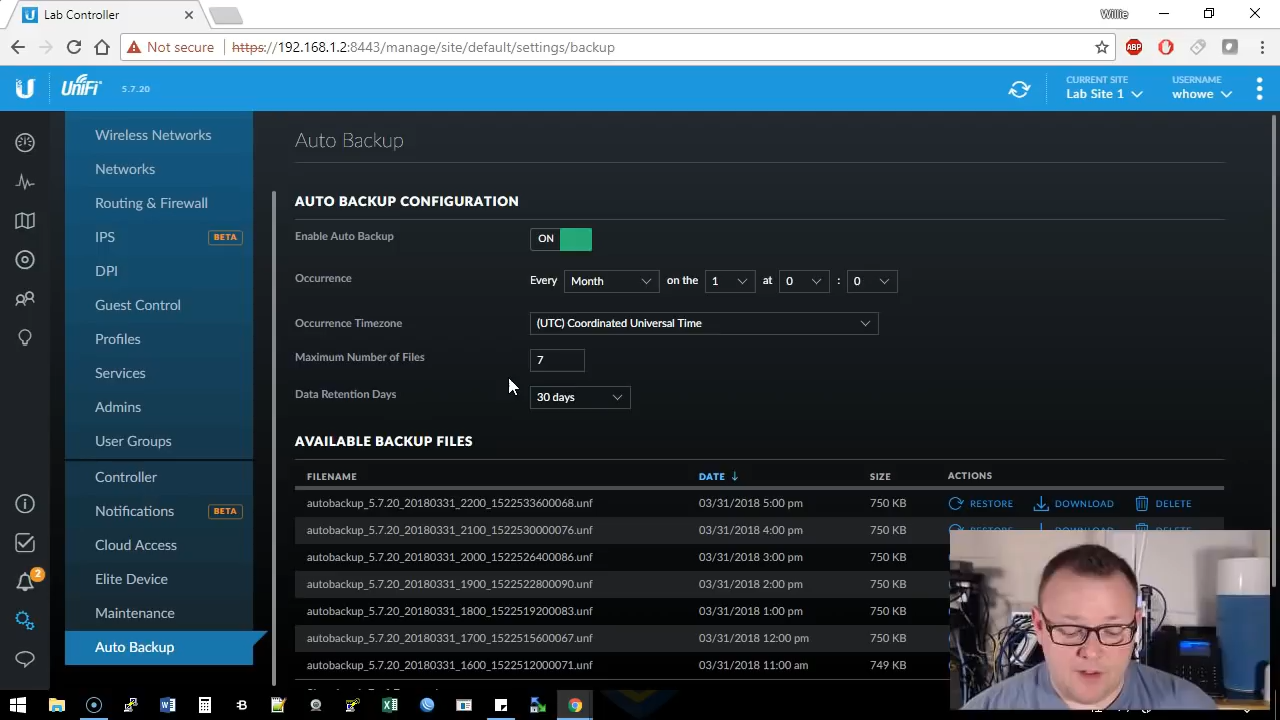 Lab Controller
Willie
Not secure
https://192.168.1.2:8443/manage/site/default/settings/backup
ABP
UniFi
5.7.20
CURRENT SITE
Lab Site 1
USERNAME
whowe
Wireless Networks
Networks
Routing & Firewall
IPS
BETA
DPI
Guest Control
Profiles
Services
Admins
User Groups
Controller
Notifications
BETA
Cloud Access
Elite Device
Maintenance
Auto Backup
2
Auto Backup
AUTO BACKUP CONFIGURATION
Enable Auto Backup
ON
Occurrence
Every Month on the 1 at 0 : 0
Occurrence Timezone
(UTC) Coordinated Universal Time
Maximum Number of Files
7
Data Retention Days
30 days
AVAILABLE BACKUP FILES
FILENAME DATE SIZE ACTIONS
autobackup_5.7.20_20180331_2200_1522533600068.unf 03/31/2018 5:00 pm 750 KB RESTORE DOWNLOAD DELETE
autobackup_5.7.20_20180331_2100_1522530000076.unf 03/31/2018 4:00 pm 750 KB RESTORE DOWNLOAD DELETE
autobackup_5.7.20_20180331_2000_1522526400086.unf 03/31/2018 3:00 pm 750 KB
autobackup_5.7.20_20180331_1900_1522522800090.unf 03/31/2018 2:00 pm 750 KB
autobackup_5.7.20_20180331_1800_1522519200083.unf 03/31/2018 1:00 pm 750 KB
autobackup_5.7.20_20180331_1700_1522515600067.unf 03/31/2018 12:00 pm 750 KB
autobackup_5.7.20_20180331_1600_1522512000071.unf 03/31/2018 11:00 am 749 KB